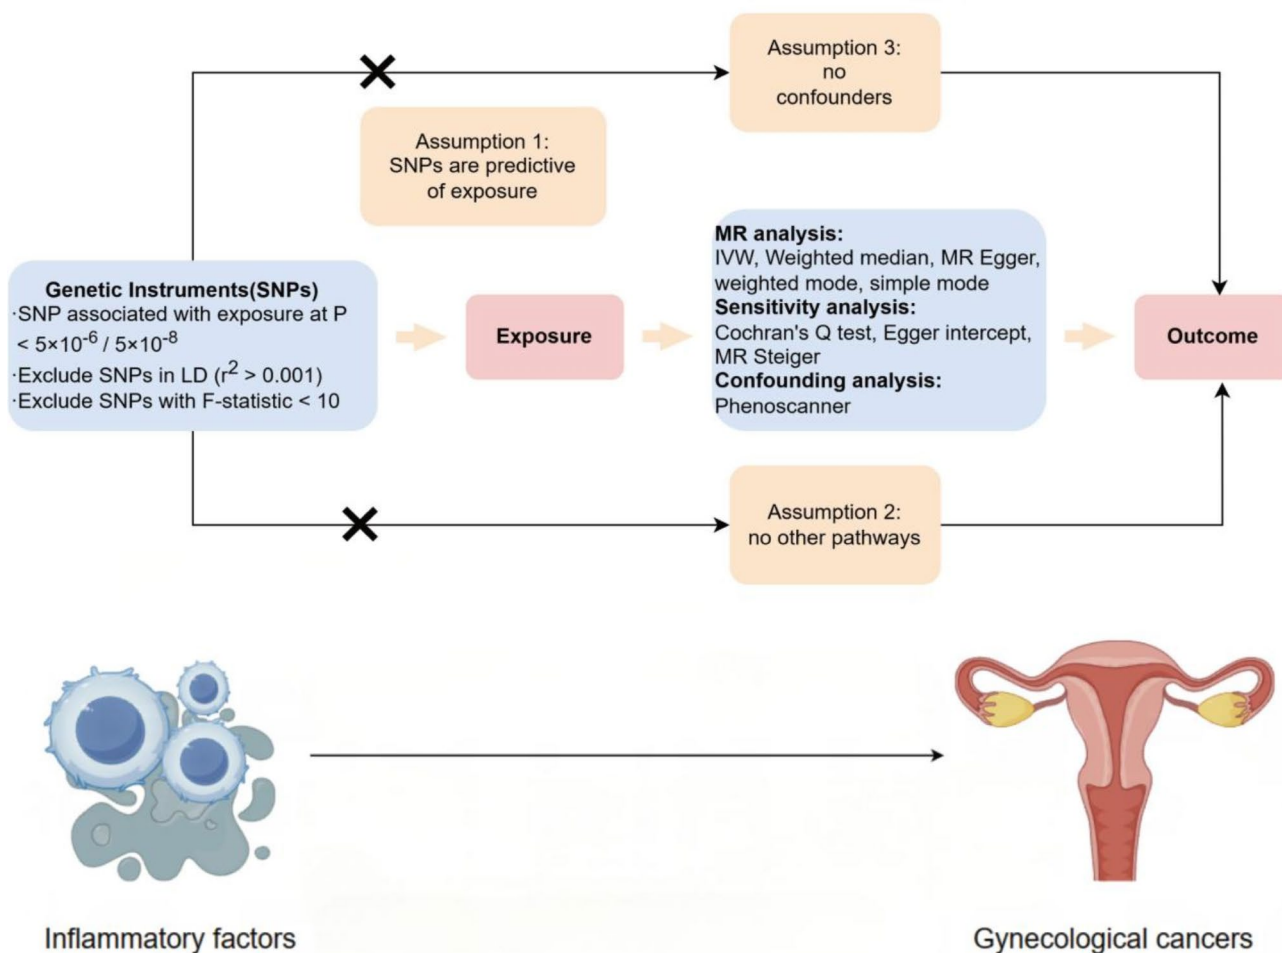 Assumption 3:
no
confounders
Assumption 1:
SNPs are predictive
of exposure
Genetic Instruments(SNPs)
·SNP associated with exposure at P
< 5×10⁻⁶ / 5×10⁻⁸
·Exclude SNPs in LD (r² > 0.001)
·Exclude SNPs with F-statistic < 10
Exposure
MR analysis:
IVW, Weighted median, MR Egger,
weighted mode, simple mode
Sensitivity analysis:
Cochran's Q test, Egger intercept,
MR Steiger
Confounding analysis:
Phenoscanner
Outcome
Assumption 2:
no other pathways
Inflammatory factors
Gynecological cancers